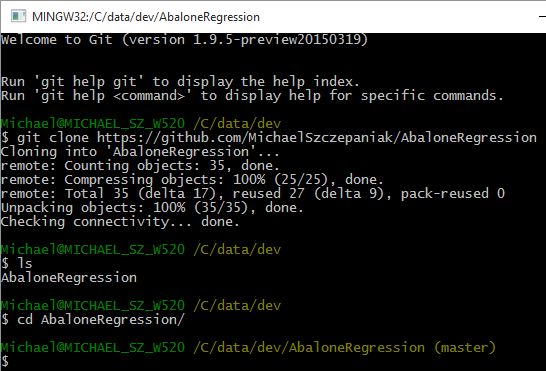 MINGW32:/C/data/dev/AbaloneRegression
Welcome to Git (version 1.9.5-preview20150319)
Run 'git help git' to display the help index.
Run 'git help <command>' to display help for specific commands.
Michael@MICHAEL_SZ_W520 /C/data/dev
$ git clone https://github.com/MichaelSzczepaniak/AbaloneRegression
Cloning into 'AbaloneRegression'...
remote: Counting objects: 35, done.
remote: Compressing objects: 100% (25/25), done.
remote: Total 35 (delta 17), reused 27 (delta 9), pack-reused 0
Unpacking objects: 100% (35/35), done.
Checking connectivity... done.
Michael@MICHAEL_SZ_W520 /C/data/dev
$ ls
AbaloneRegression
Michael@MICHAEL_SZ_W520 /C/data/dev
$ cd AbaloneRegression/
Michael@MICHAEL_SZ_W520 /C/data/dev/AbaloneRegression (master)
$